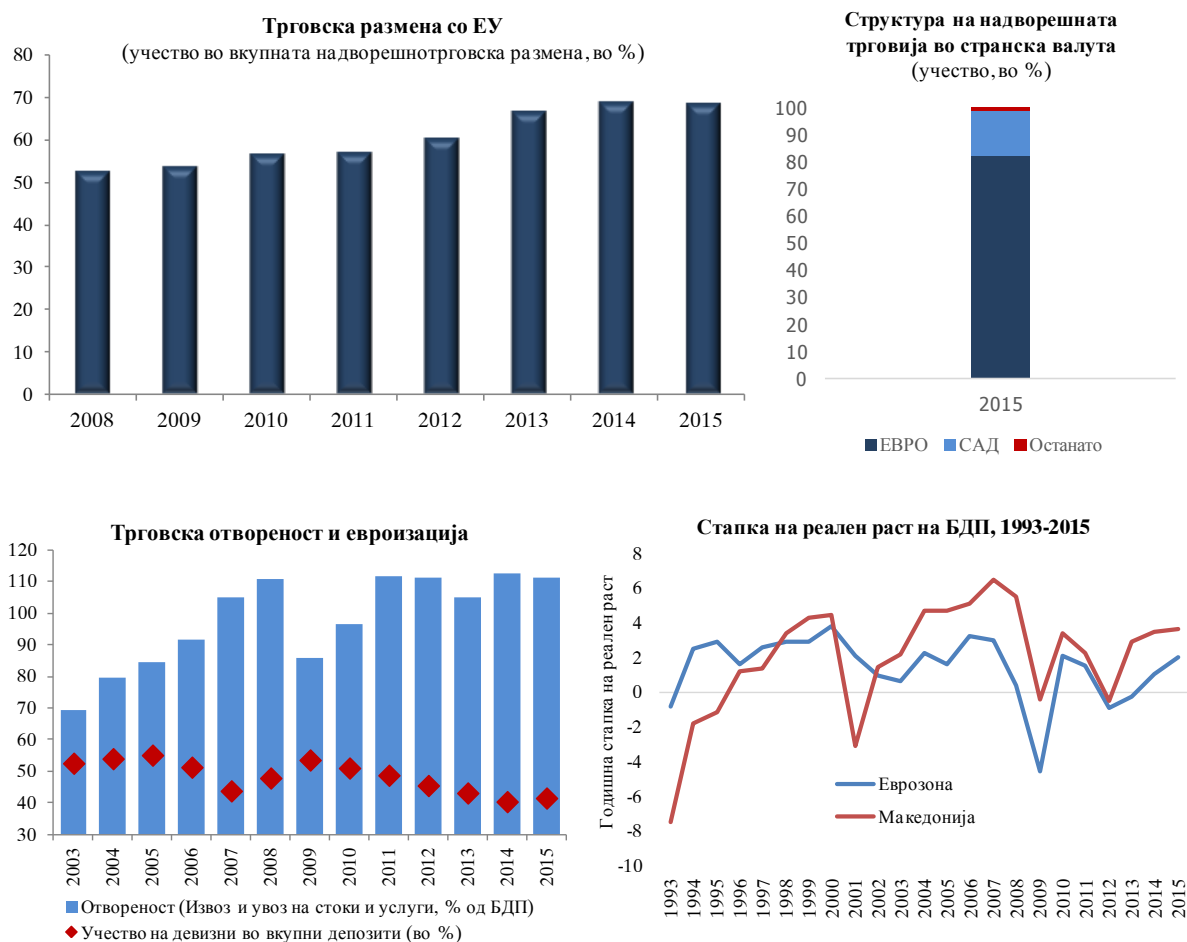 Трговска размена со ЕУ
(учество во вкупната надворешнотрговска размена, во %)
80
70
60
50
40
30
20
10
0
2008 2009 2010 2011 2012 2013 2014 2015
Структура на надворешната
трговија во странска валута
(учество, во %)
100
90
80
70
60
50
40
30
20
10
0
2015
ЕВРО САД Останато
Трговска отвореност и евроизација
120
110
100
90
80
70
60
50
40
30
2003 2004 2005 2006 2007 2008 2009 2010 2011 2012 2013 2014 2015
Отвореност (Извоз и увоз на стоки и услуги, % од БДП)
Учество на девизни во вкупни депозити (во %)
Стапка на реален раст на БДП, 1993-2015
Годишна стапка на реален раст
8
6
4
2
0
-2
-4
-6
-8
-10
Еврозона
Македонија
1993 1994 1995 1996 1997 1998 1999 2000 2001 2002 2003 2004 2005 2006 2007 2008 2009 2010 2011 2012 2013 2014 2015